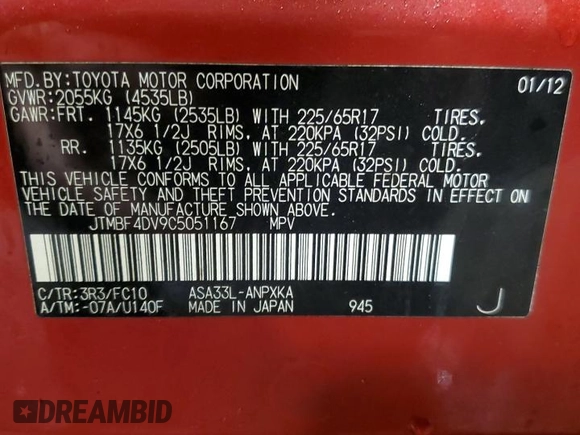 MFD. BY: TOYOTA MOTOR CORPORATION 01/12
GVWR: 2055KG (4535LB)
GAWR: FRT. 1145KG (2535LB) WITH 225/65R17 TIRES.
17X6 1/2J RIMS. AT 220KPA (32PSI) COLD.
RR. 1135KG (2505LB) WITH 225/65R17 TIRES.
17X6 1/2J RIMS. AT 220KPA (32PSI) COLD.
THIS VEHICLE CONFORMS TO ALL APPLICABLE FEDERAL MOTOR
VEHICLE SAFETY AND THEFT PREVENTION STANDARDS IN EFFECT
ON THE DATE OF MANUFACTURE SHOWN ABOVE.
JTMBF4DV9C5051167 MPV
C/TR: 3R3/FC10 ASA33L-ANPXKA
A/TM: -07A/U140F MADE IN JAPAN 945 J
DREAMBID